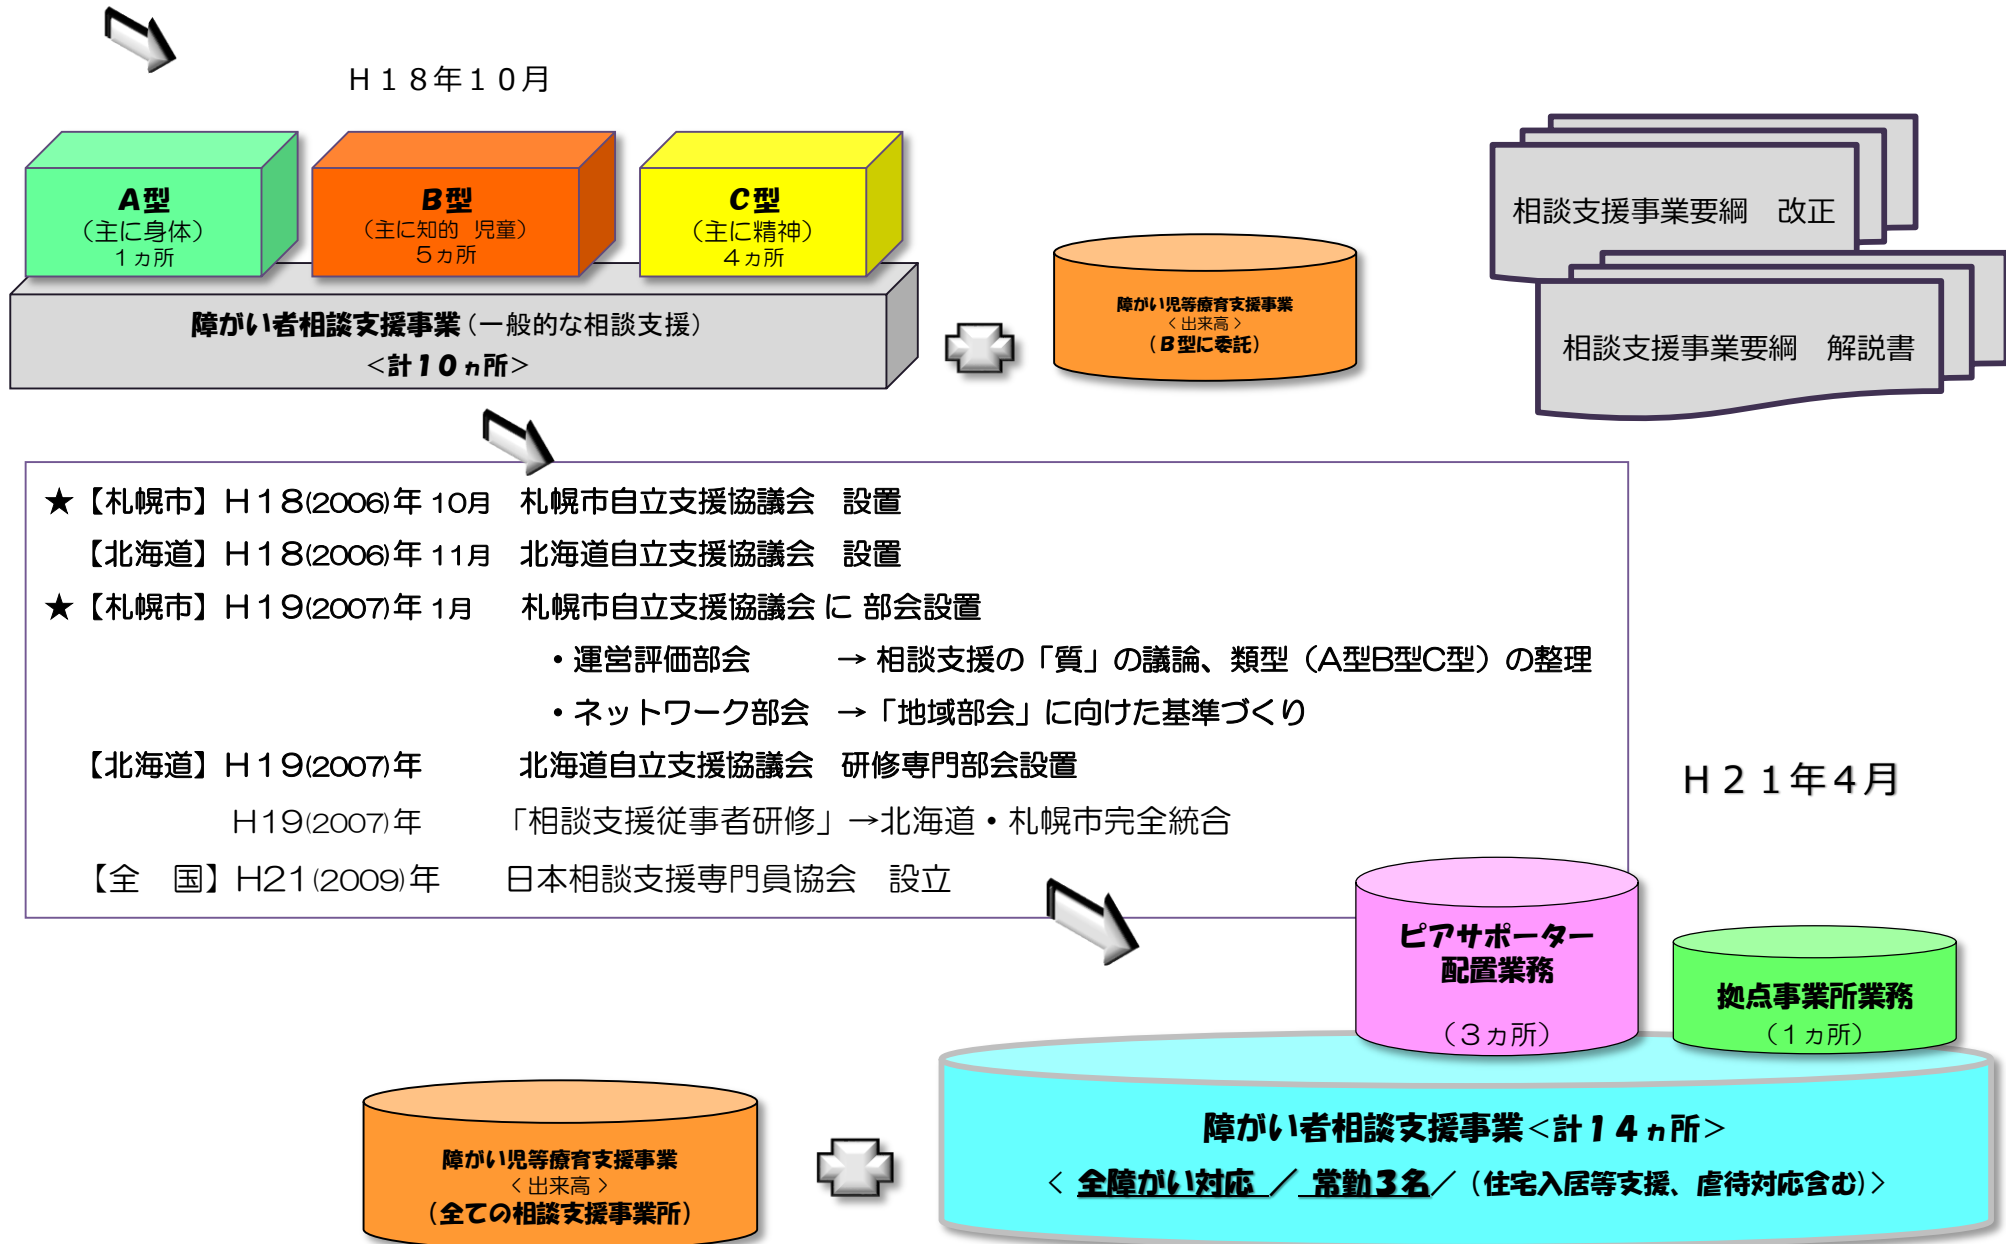 H18年10月
A型
（主に身体）
1ヵ所
B型
（主に知的 児童）
5ヵ所
C型
（主に精神）
4ヵ所
障がい者相談支援事業（一般的な相談支援）
<計10ヵ所>
障がい児等療育支援事業
<出来高>
（B型に委託）
相談支援事業要綱　改正
相談支援事業要綱　解説書
★【札幌市】H18(2006)年 10月　札幌市自立支援協議会　設置
【北海道】H18(2006)年 11月　北海道自立支援協議会　設置
★【札幌市】H19(2007)年 1月　札幌市自立支援協議会 に 部会設置
・運営評価部会　→ 相談支援の「質」の議論、類型（A型B型C型）の整理
・ネットワーク部会　→「地域部会」に向けた基準づくり
【北海道】H19(2007)年　北海道自立支援協議会　研修専門部会設置
H19(2007)年　「相談支援従事者研修」→北海道・札幌市完全統合
【全　国】H21(2009)年　日本相談支援専門員協会　設立
H21年4月
ピアサポーター
配置業務
（3ヵ所）
拠点事業所業務
（1ヵ所）
障がい者相談支援事業<計14ヵ所>
<全障がい対応／常勤3名／（住宅入居等支援、虐待対応含む）>
障がい児等療育支援事業
<出来高>
（全ての相談支援事業所）